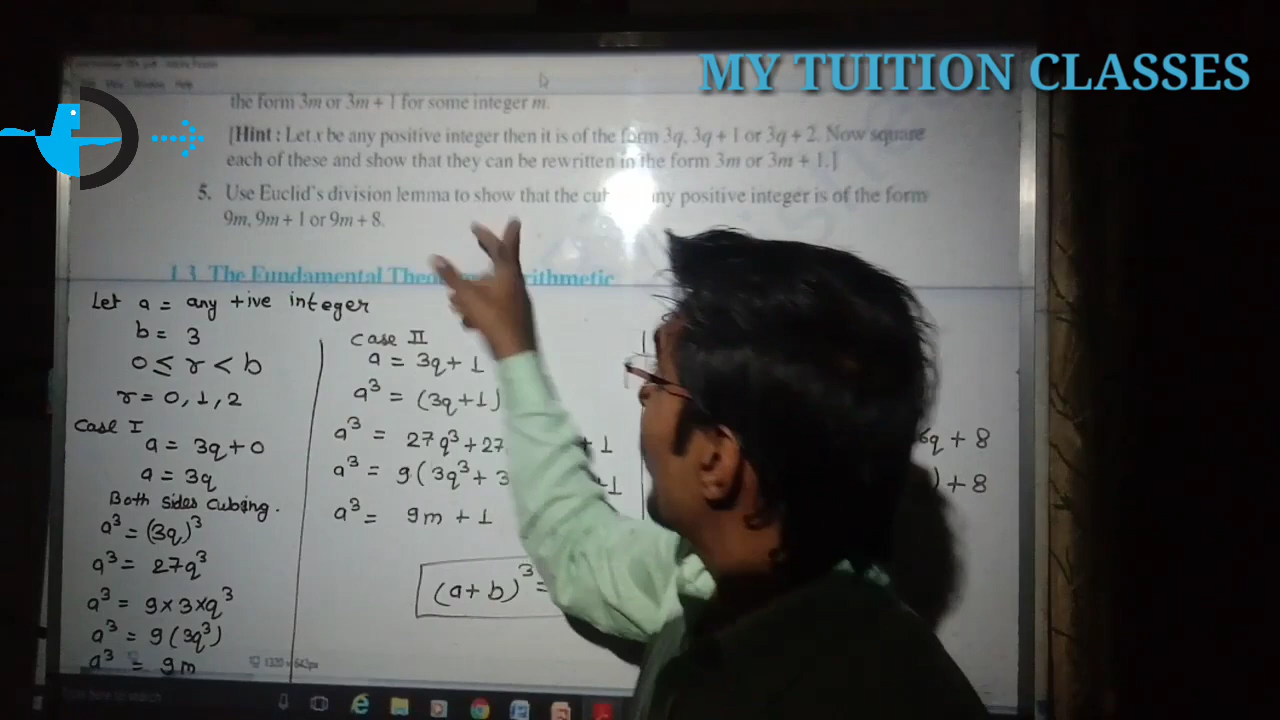 MY TUITION CLASSES
the form 3m or 3m + 1 for some integer m.
[Hint : Let x be any positive integer then it is of the form 3q, 3q + 1 or 3q + 2. Now square
each of these and show that they can be rewritten in the form 3m or 3m + 1.]
5. Use Euclid's division lemma to show that the positive integer is of the form
9m, 9m + 1 or 9m + 8.
1.3 The Fundamental
Let a = any +ive integer
b = 3
0 ≤ r < b
r = 0, 1, 2
Case I
a = 3q + 0
a = 3q
Both sides cubing.
a³ = (3q)³
a³ = 27q³
a³ = 9 × 3 × q³
a³ = 9 (3q³)
a³ = 9m
Case II
a = 3q + 1
a³ = (3q+1)
a³ = 27q³ + 27 + 1
a³ = 9 (3q³ + 3 +1
a³ = 9m + 1
(a + b)³ =
6q + 8
) + 8
1320 × 642px